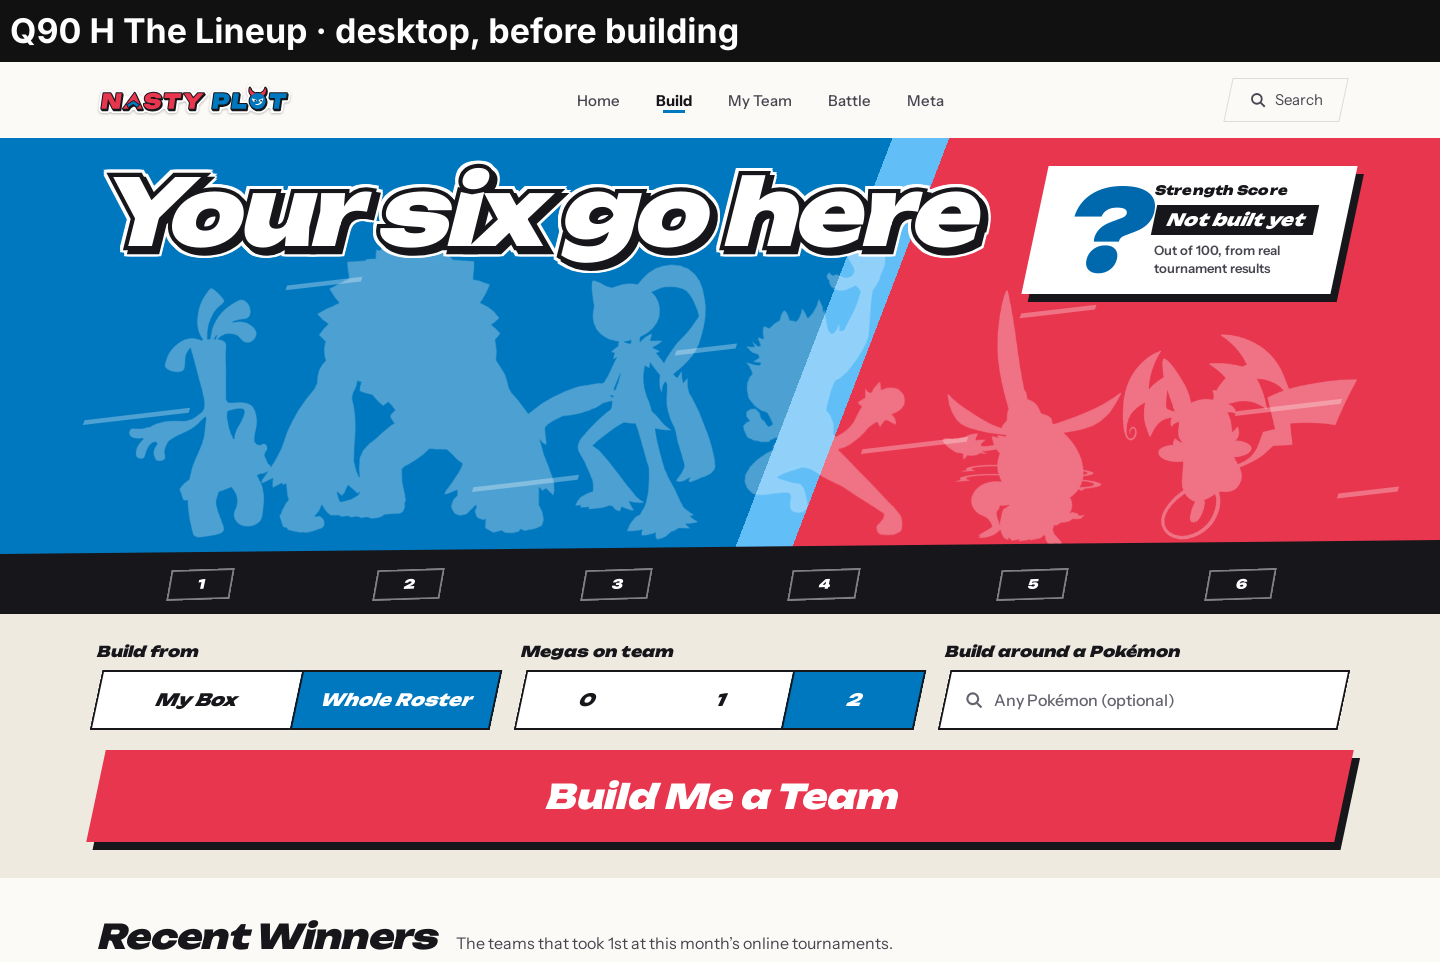 Q90 H The Lineup · desktop, before building
NASTY PLOT
Home
Build
My Team
Battle
Meta
Search
Your six go here
?
Strength Score
Not built yet
Out of 100, from real
tournament results
1
2
3
4
5
6
Build from
My Box
Whole Roster
Megas on team
0
1
2
Build around a Pokémon
Any Pokémon (optional)
Build Me a Team
Recent Winners
The teams that took 1st at this month’s online tournaments.